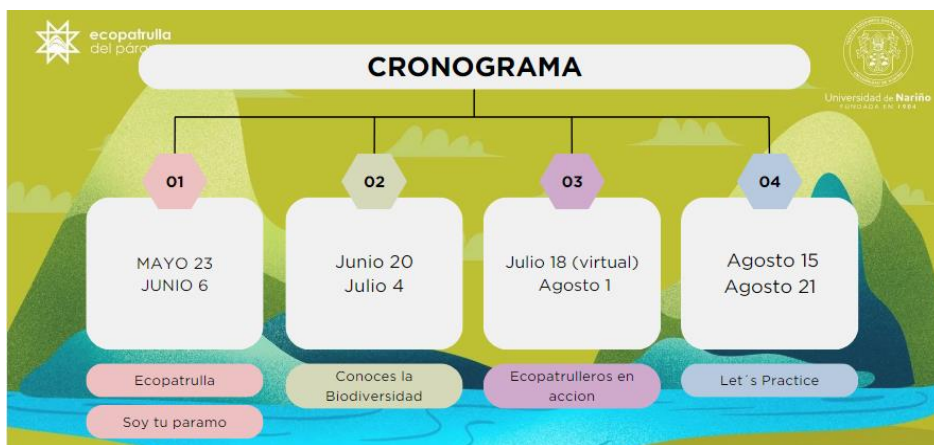 ecopatrulla
del páramo
Universidad de Nariño
FUNDADA EN 1904
CRONOGRAMA
01
02
03
04
MAYO 23
JUNIO 6
Junio 20
Julio 4
Julio 18 (virtual)
Agosto 1
Agosto 15
Agosto 21
Ecopatrulla
Soy tu paramo
Conoces la
Biodiversidad
Ecopatrulleros en
accion
Let´s Practice